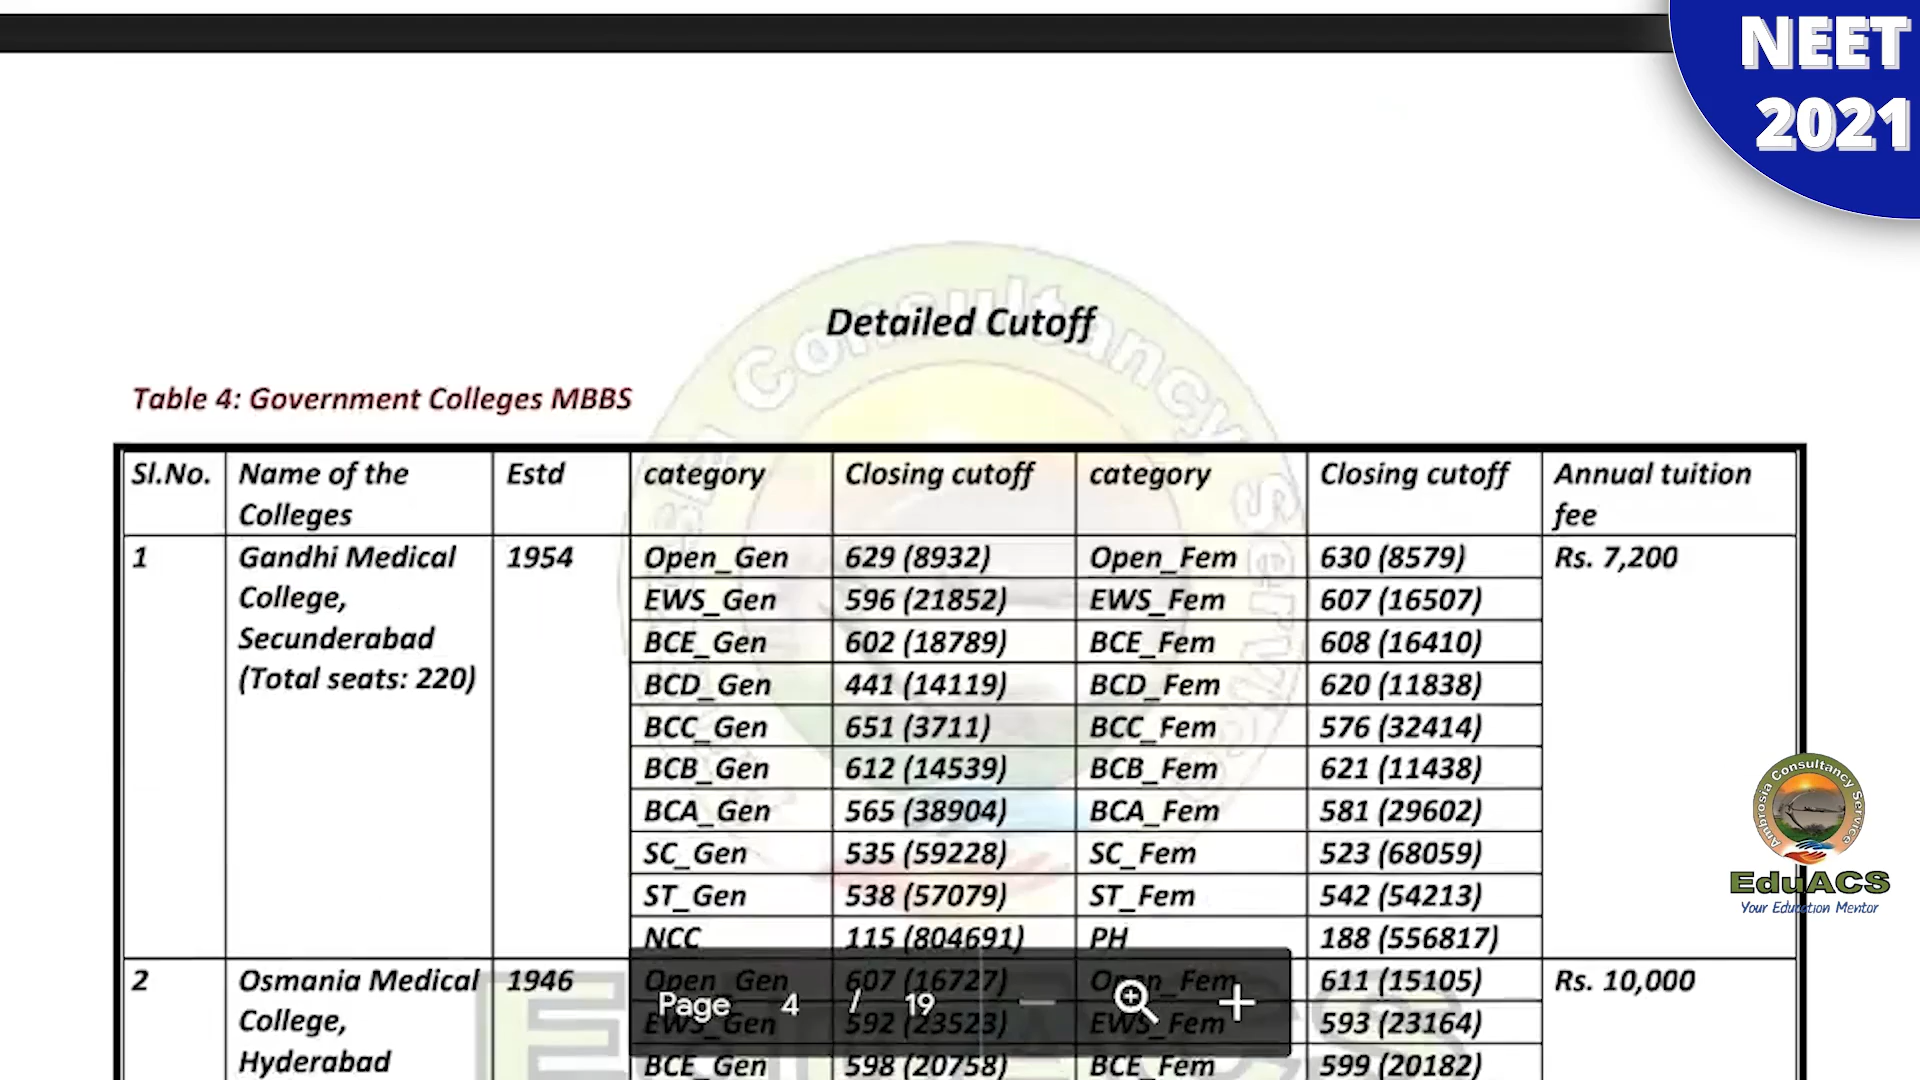 NEET
2021
Detailed Cutoff
Table 4: Government Colleges MBBS
Sl.No. Name of the Colleges Estd category Closing cutoff category Closing cutoff Annual tuition fee
1 Gandhi Medical College, Secunderabad (Total seats: 220) 1954 Open_Gen 629 (8932) Open_Fem 630 (8579) Rs. 7,200
EWS_Gen 596 (21852) EWS_Fem 607 (16507)
BCE_Gen 602 (18789) BCE_Fem 608 (16410)
BCD_Gen 441 (14119) BCD_Fem 620 (11838)
BCC_Gen 651 (3711) BCC_Fem 576 (32414)
BCB_Gen 612 (14539) BCB_Fem 621 (11438)
BCA_Gen 565 (38904) BCA_Fem 581 (29602)
SC_Gen 535 (59228) SC_Fem 523 (68059)
ST_Gen 538 (57079) ST_Fem 542 (54213)
NCC 115 (804691) PH 188 (556817)
2 Osmania Medical College, Hyderabad 1946 Open_Gen 607 (16727) Open_Fem 611 (15105) Rs. 10,000
EWS_Gen 592 (23523) EWS_Fem 593 (23164)
BCE_Gen 598 (20758) BCE_Fem 599 (20182)
Page 4 / 19
Ambrosia Consultancy Service
EduACS
Your Education Mentor